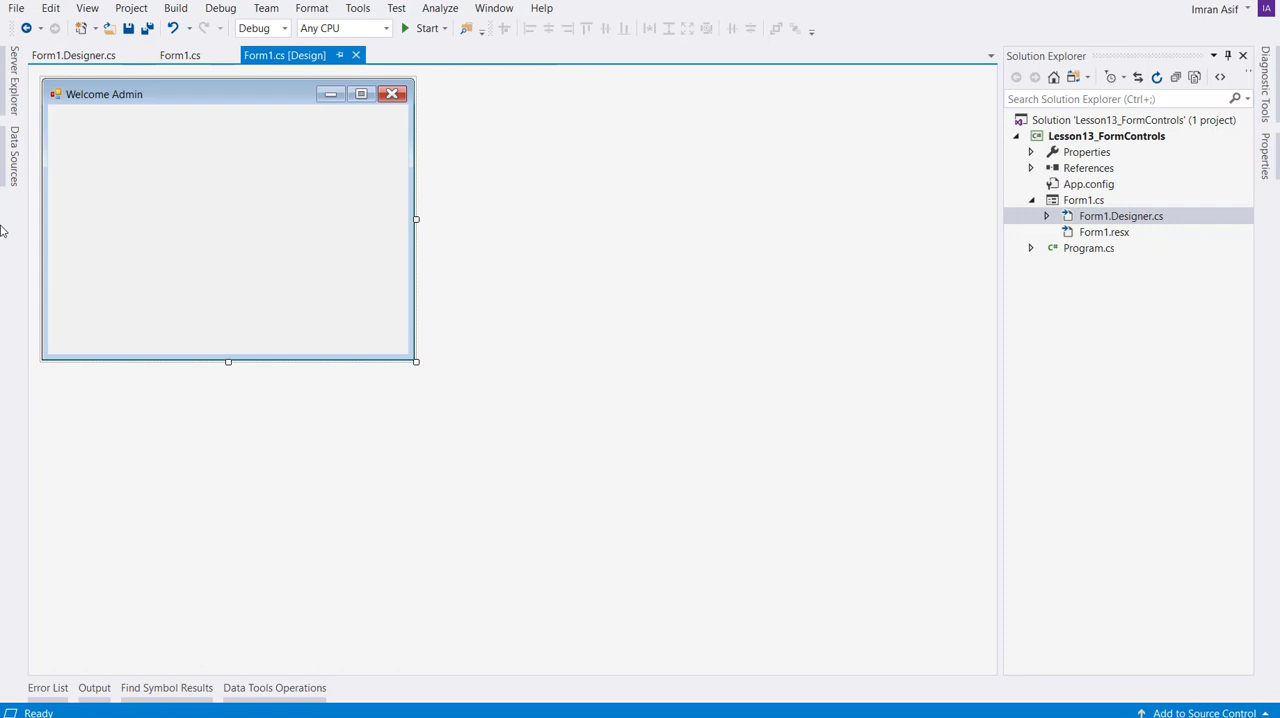 File Edit View Project Build Debug Team Format Tools Test Analyze Window Help
Imran Asif IA
Debug Any CPU Start
Form1.Designer.cs Form1.cs Form1.cs [Design]
Solution Explorer
Server Explorer
Data Sources
Diagnostic Tools
Properties
Welcome Admin
Search Solution Explorer (Ctrl+;)
Solution 'Lesson13_FormControls' (1 project)
C# Lesson13_FormControls
Properties
References
App.config
Form1.cs
Form1.Designer.cs
Form1.resx
C# Program.cs
Error List Output Find Symbol Results Data Tools Operations
Ready
Add to Source Control